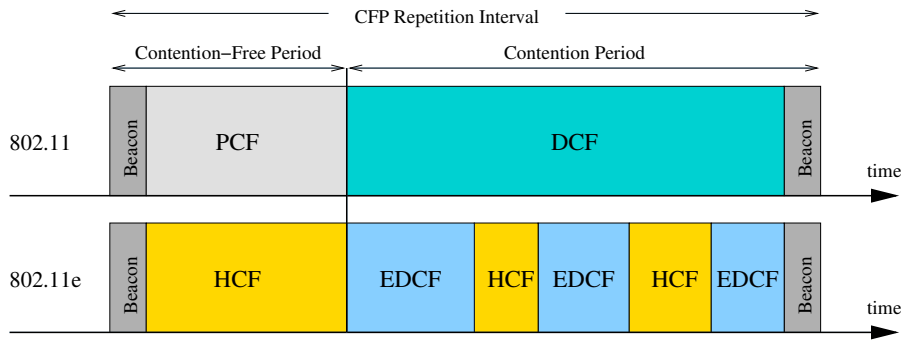 CFP Repetition Interval
Contention−Free Period
Contention Period
802.11
Beacon
PCF
DCF
Beacon
time
802.11e
Beacon
HCF
EDCF
HCF
EDCF
HCF
EDCF
Beacon
time